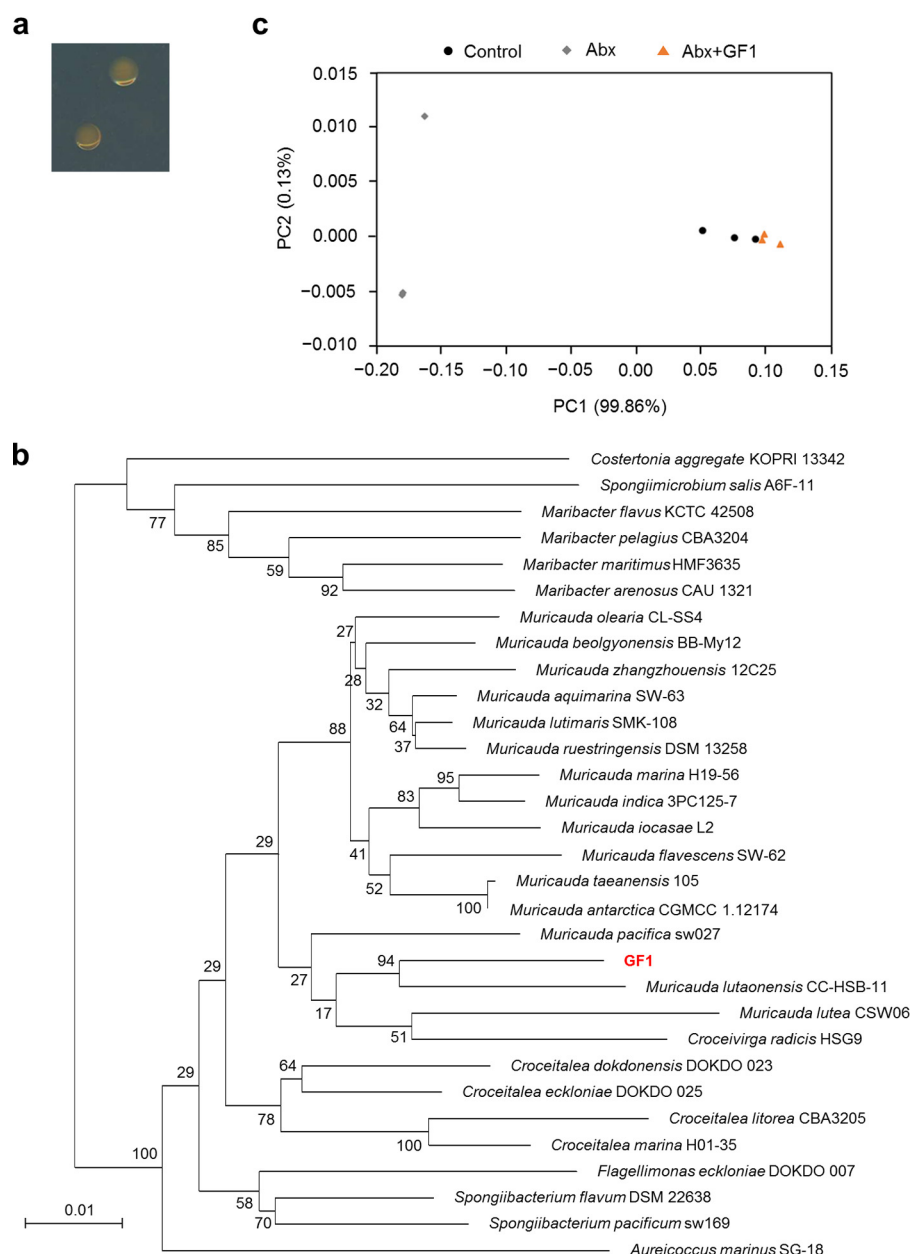 a
c
Control Abx Abx+GF1
0.015
0.010
0.005
0.000
−0.005
−0.010
PC2 (0.13%)
−0.20 −0.15 −0.10 −0.05 0.00 0.05 0.10 0.15
PC1 (99.86%)
b
Costertonia aggregate KOPRI 13342
Spongiimicrobium salis A6F-11
77
Maribacter flavus KCTC 42508
85
Maribacter pelagius CBA3204
59
Maribacter maritimus HMF3635
92
Maribacter arenosus CAU 1321
Muricauda olearia CL-SS4
27
Muricauda beolgyonensis BB-My12
28
Muricauda zhangzhouensis 12C25
32
Muricauda aquimarina SW-63
64
Muricauda lutimaris SMK-108
88
37
Muricauda ruestringensis DSM 13258
Muricauda marina H19-56
95
Muricauda indica 3PC125-7
83
Muricauda iocasae L2
29
41
Muricauda flavescens SW-62
52
Muricauda taeanensis 105
100
Muricauda antarctica CGMCC 1.12174
Muricauda pacifica sw027
29
27
94
GF1
Muricauda lutaonensis CC-HSB-11
17
Muricauda lutea CSW06
51
Croceivirga radicis HSG9
64
Croceitalea dokdonensis DOKDO 023
29
Croceitalea eckloniae DOKDO 025
78
Croceitalea litorea CBA3205
100
Croceitalea marina H01-35
100
Flagellimonas eckloniae DOKDO 007
58
Spongiibacterium flavum DSM 22638
70
Spongiibacterium pacificum sw169
0.01
Aureicoccus marinus SG-18